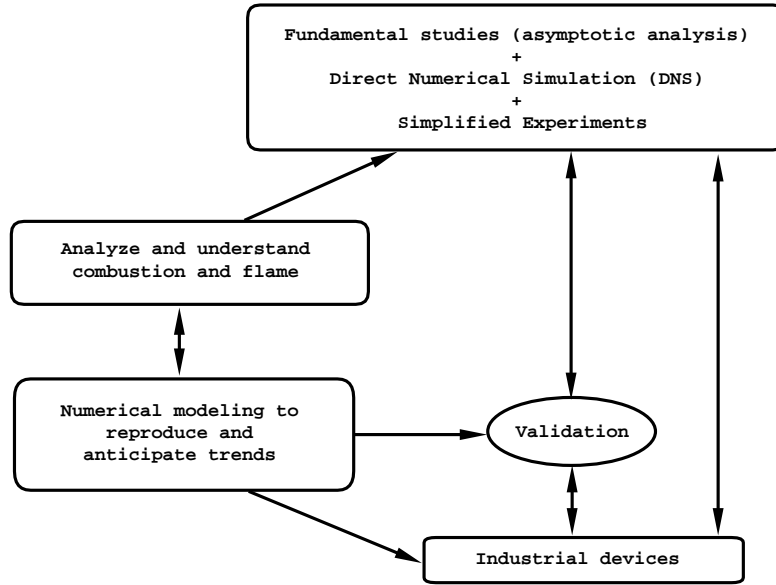 Fundamental studies (asymptotic analysis)
+
Direct Numerical Simulation (DNS)
+
Simplified Experiments
Analyze and understand
combustion and flame
Numerical modeling to
reproduce and
anticipate trends
Validation
Industrial devices